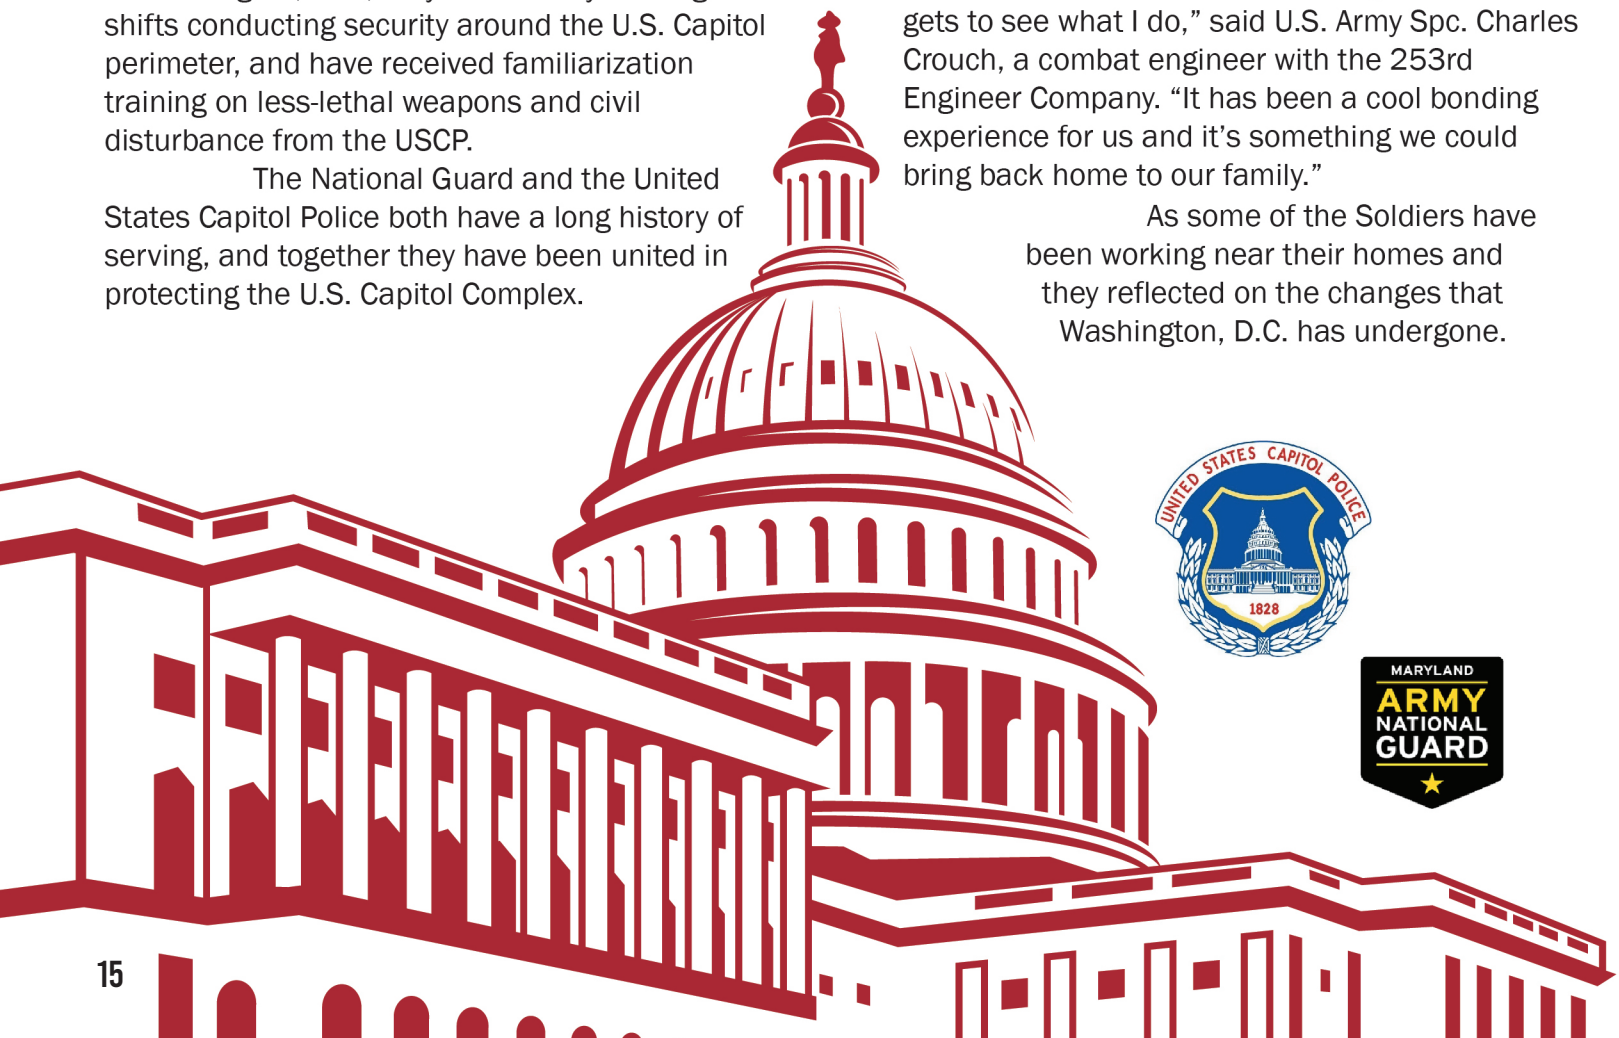 shifts conducting security around the U.S. Capitol
perimeter, and have received familiarization
training on less-lethal weapons and civil
disturbance from the USCP.
The National Guard and the United
States Capitol Police both have a long history of
serving, and together they have been united in
protecting the U.S. Capitol Complex.
gets to see what I do,” said U.S. Army Spc. Charles
Crouch, a combat engineer with the 253rd
Engineer Company. “It has been a cool bonding
experience for us and it’s something we could
bring back home to our family.”
As some of the Soldiers have
been working near their homes and
they reflected on the changes that
Washington, D.C. has undergone.
UNITED STATES CAPITOL POLICE
1828
MARYLAND
ARMY
NATIONAL
GUARD
15